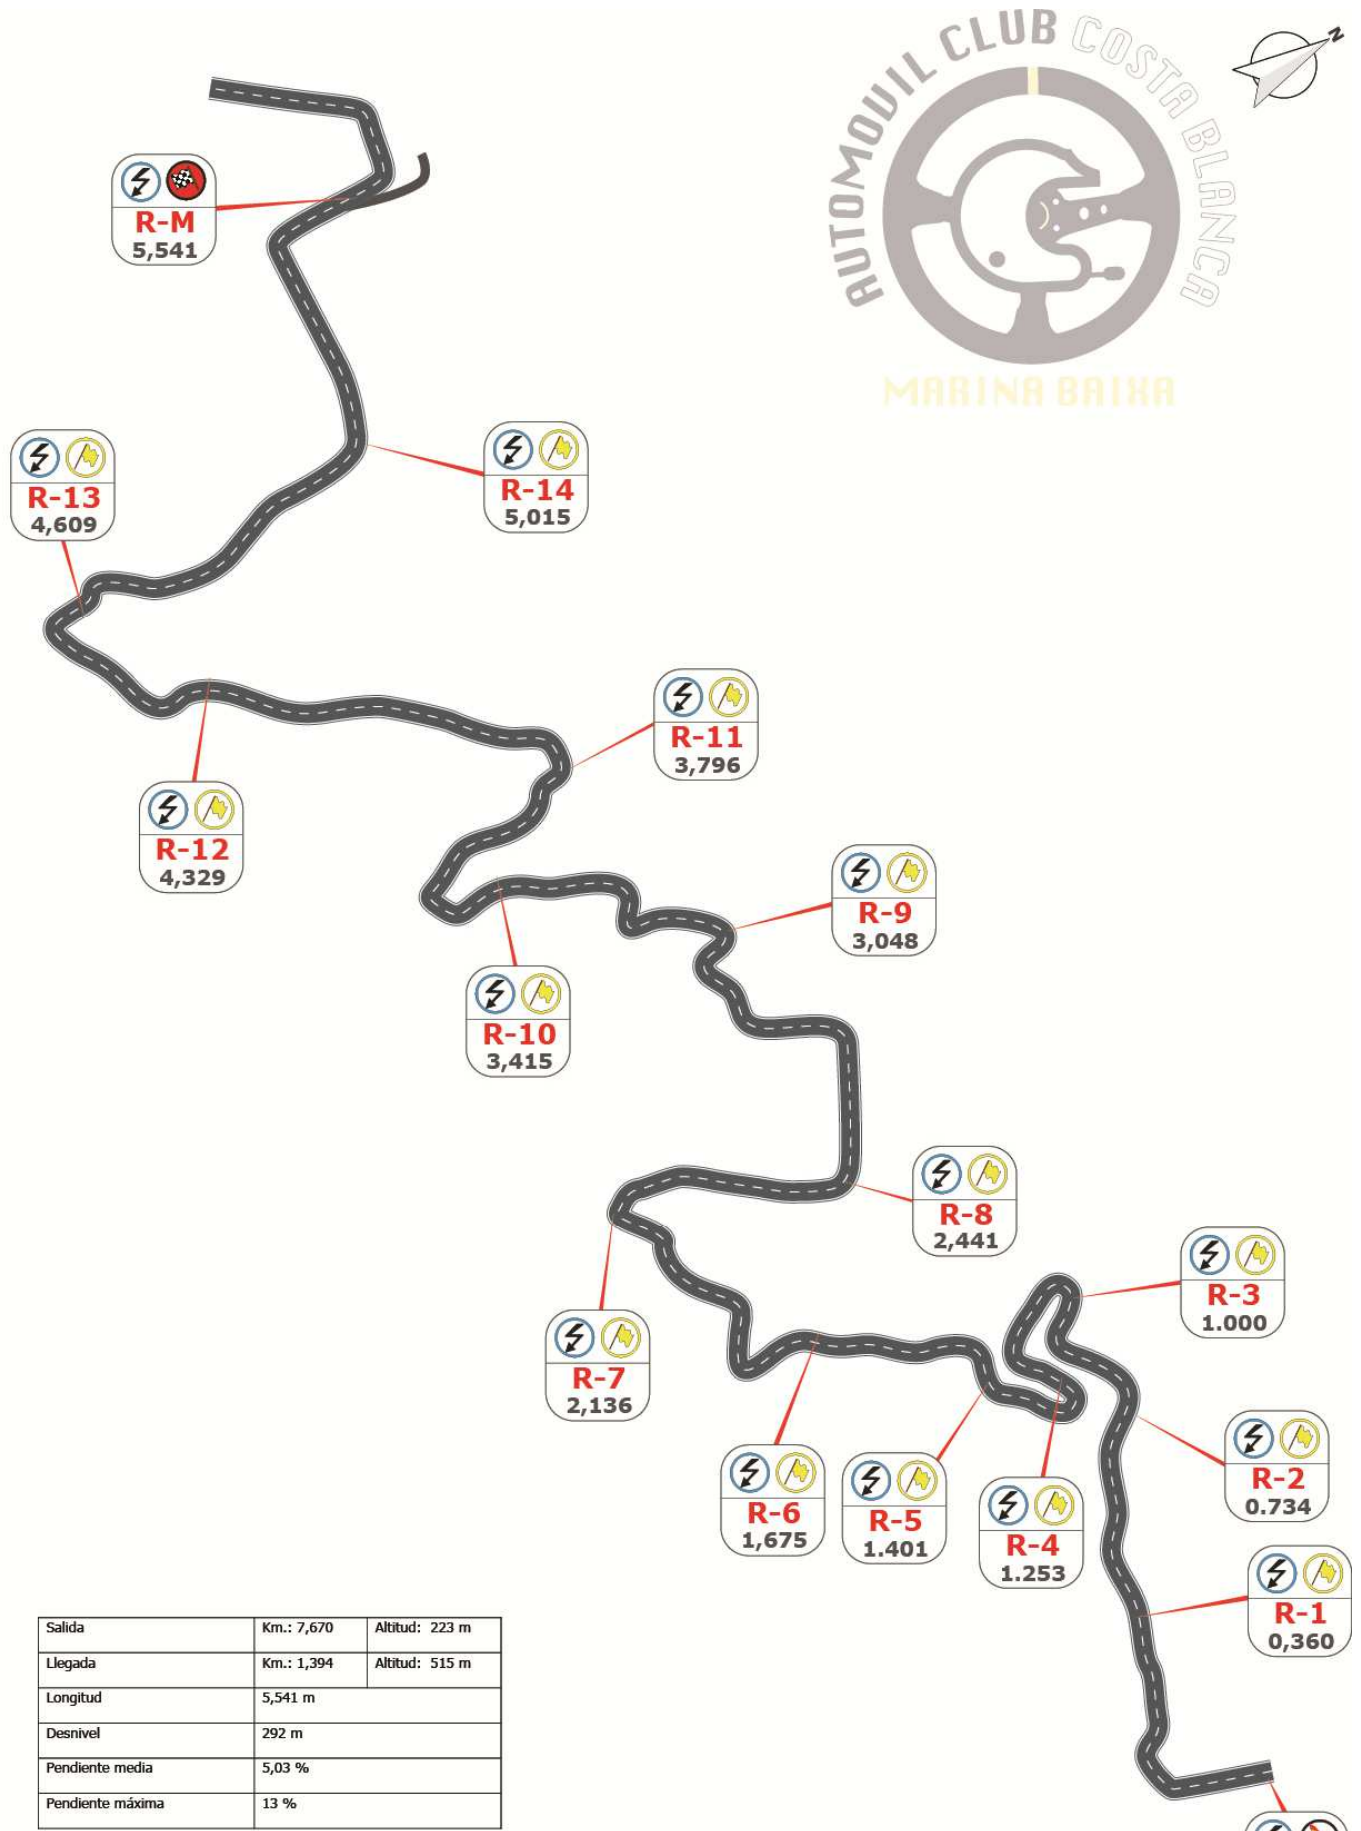 AUTOMOVIL CLUB COSTA BLANCA
MARINA BAIXA
N
R-M
5,541
R-13
4,609
R-14
5,015
R-11
3,796
R-12
4,329
R-9
3,048
R-10
3,415
R-8
2,441
R-3
1.000
R-7
2,136
R-2
0.734
R-6
1,675
R-5
1.401
R-4
1.253
R-1
0,360
Salida Km.: 7,670 Altitud: 223 m
Llegada Km.: 1,394 Altitud: 515 m
Longitud 5,541 m
Desnivel 292 m
Pendiente media 5,03 %
Pendiente máxima 13 %